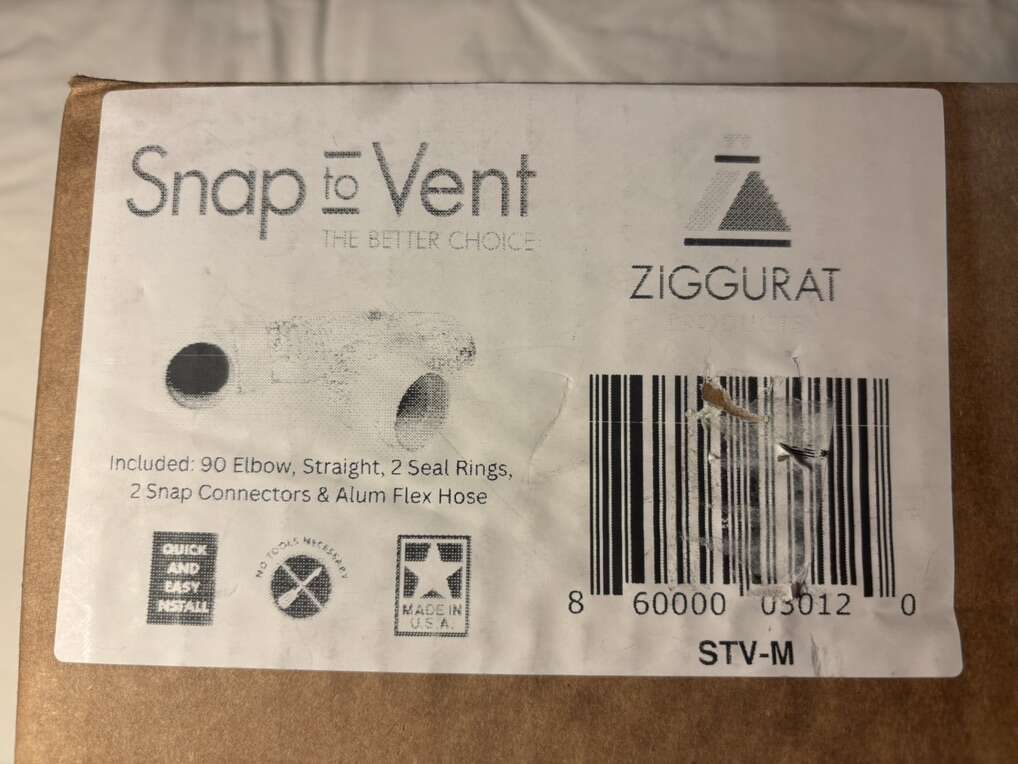 Snap to Vent
THE BETTER CHOICE
ZIGGURAT
Included: 90 Elbow, Straight, 2 Seal Rings,
2 Snap Connectors & Alum Flex Hose
QUICK
AND
EASY
INSTALL
NO TOOLS NECESSARY
MADE IN
U.S.A.
8 60000 03012 0
STV-M